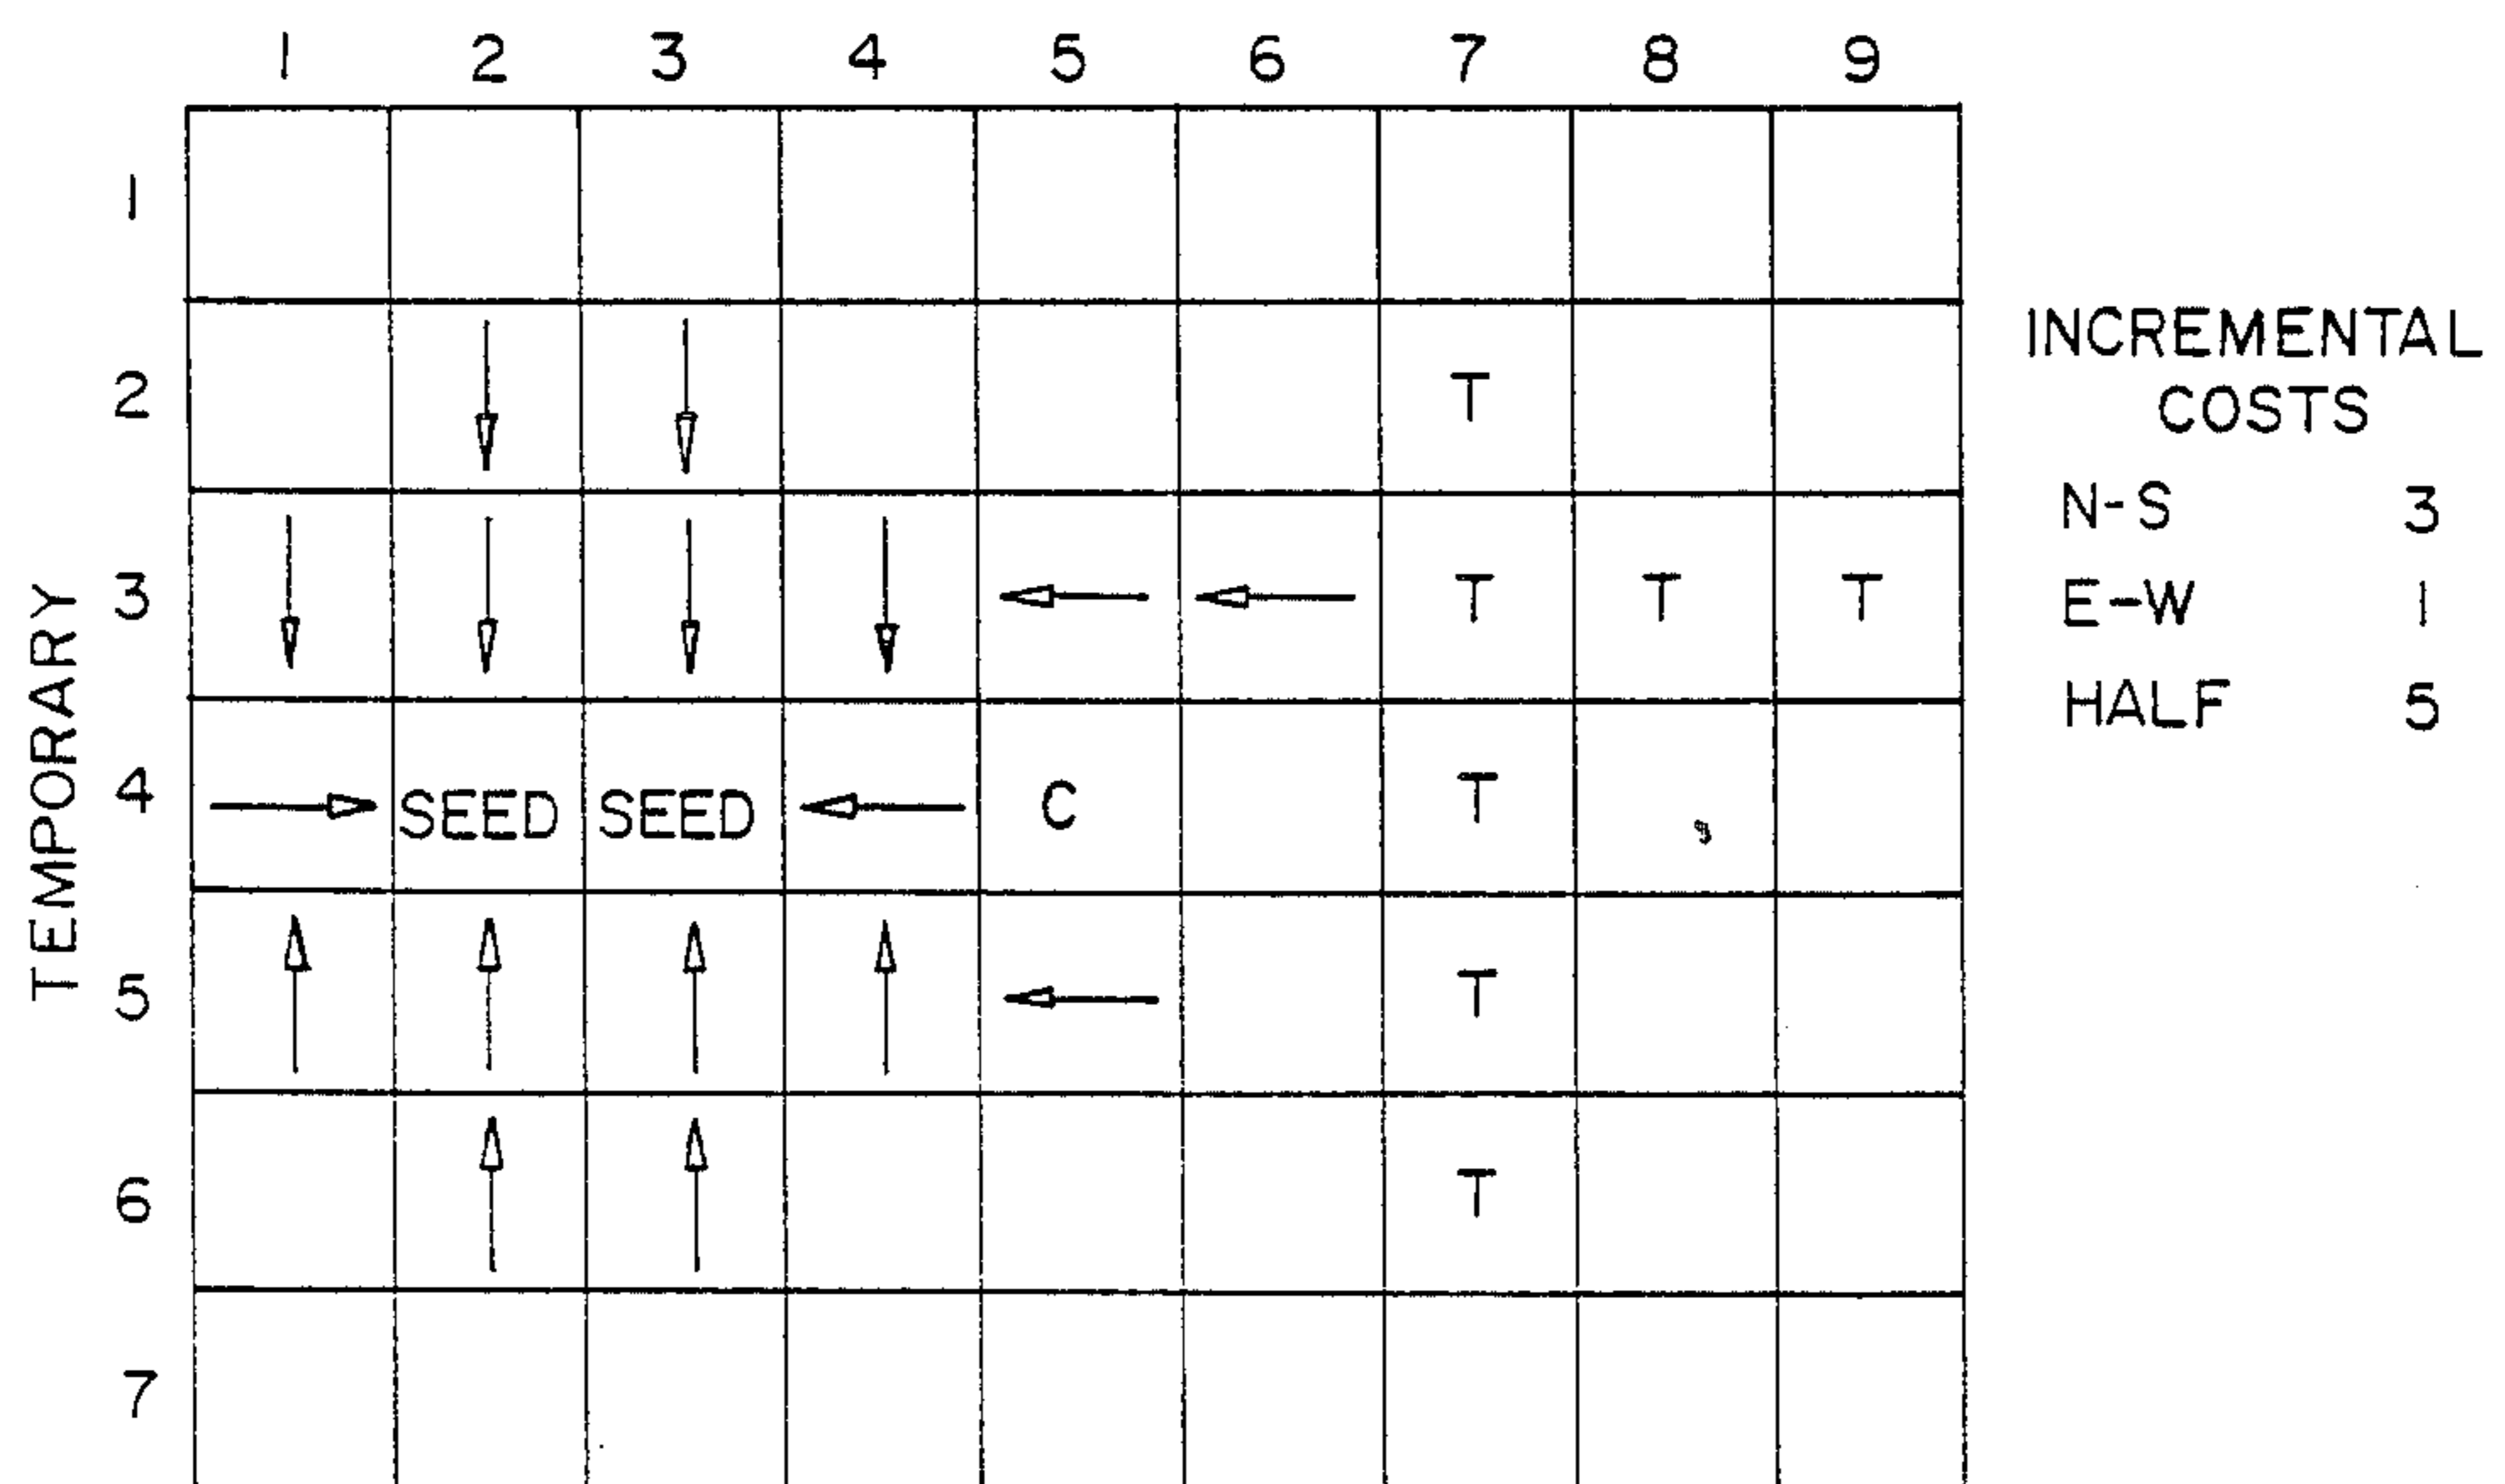 1 2 3 4 5 6 7 8 9
TEMPORARY
1
2 T
3 T T T
4 SEED SEED C T
5 T
6 T
7
INCREMENTAL
COSTS
N-S 3
E-W 1
HALF 5